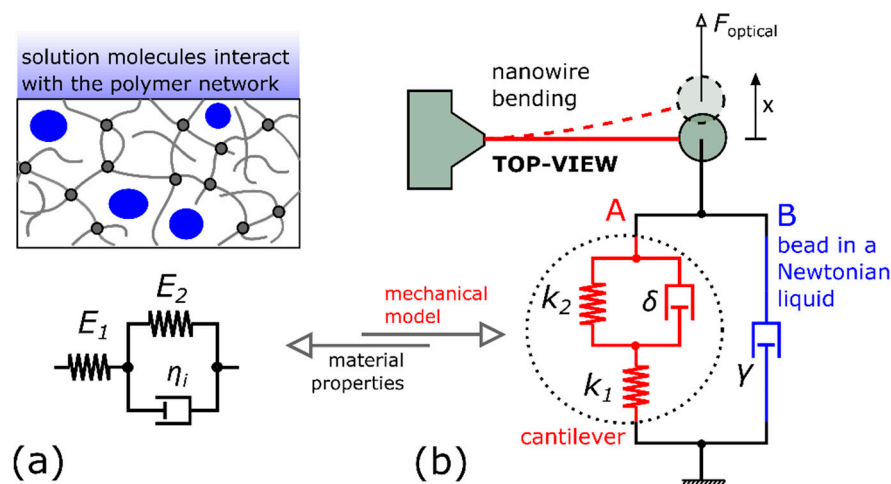 solution molecules interact
with the polymer network
E₁
E₂
ηᵢ
(a)
mechanical
model
material
properties
F optical
nanowire
bending
x
TOP-VIEW
A
B
bead in a
Newtonian
liquid
k₂
δ
k₁
γ
cantilever
(b)